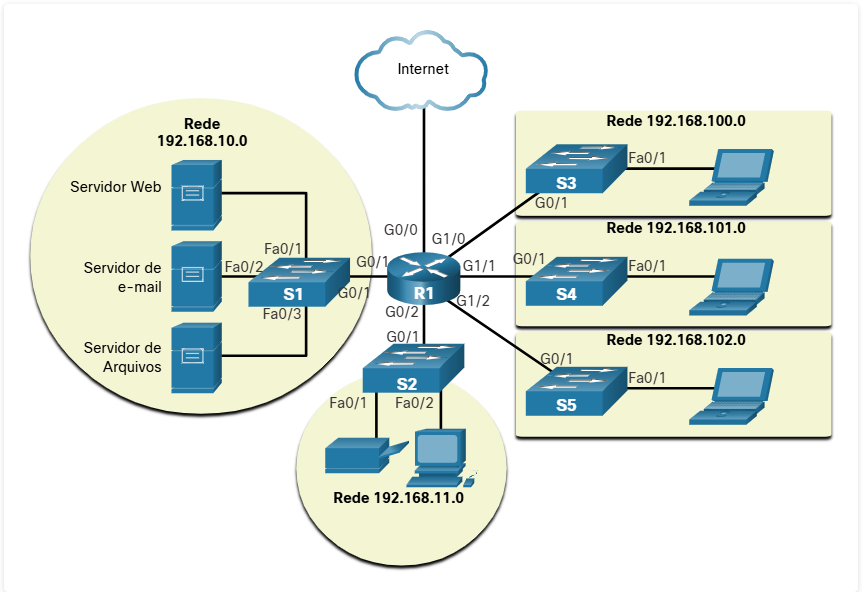 Internet
Rede
192.168.10.0
Servidor Web
Servidor de
e-mail
Servidor de
Arquivos
Fa0/1
Fa0/2
Fa0/3
S1
G0/1
G0/1
G0/0
G1/0
G1/1
G1/2
G0/2
R1
Rede 192.168.100.0
S3
Fa0/1
G0/1
Rede 192.168.101.0
G0/1
S4
Fa0/1
Rede 192.168.102.0
G0/1
S5
Fa0/1
G0/1
S2
Fa0/1
Fa0/2
Rede 192.168.11.0